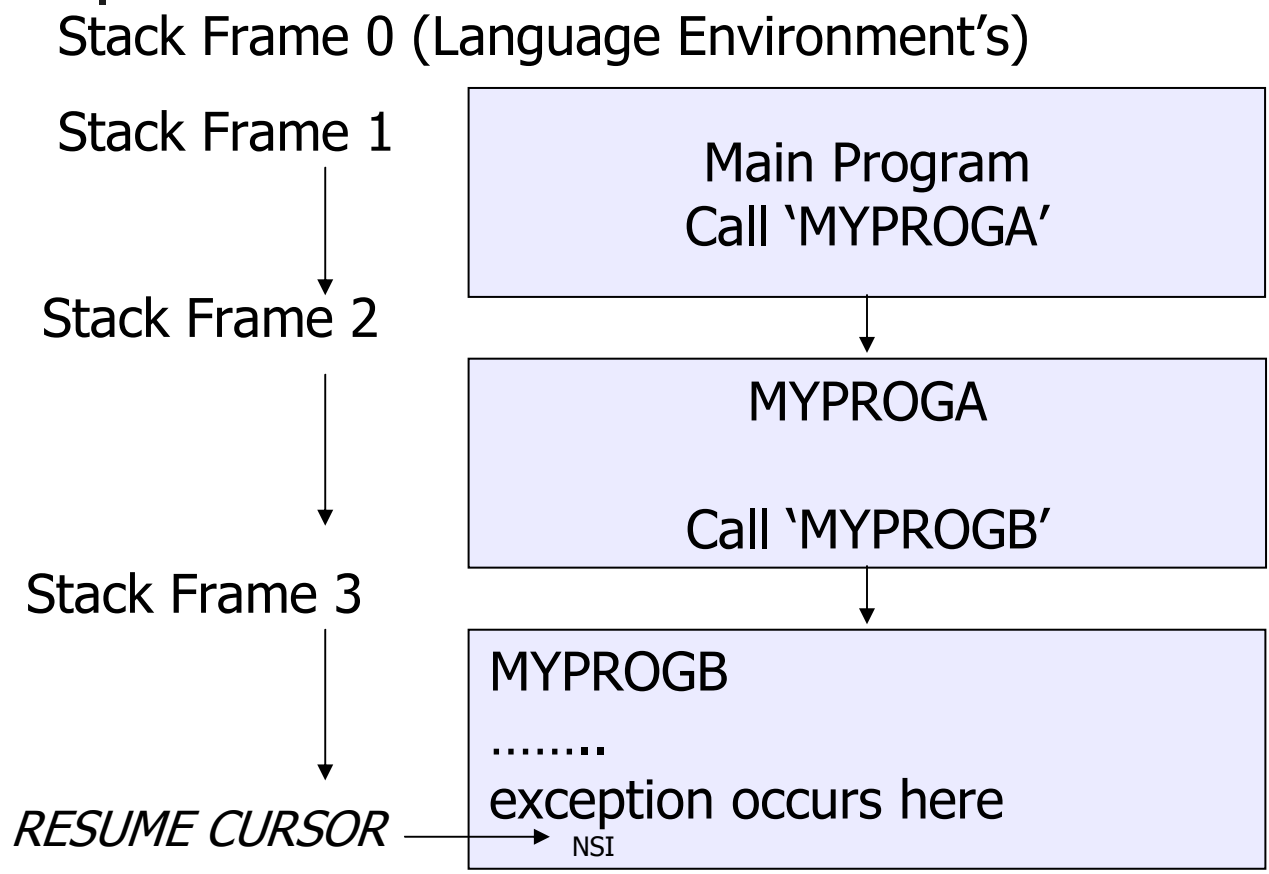 Stack Frame 0 (Language Environment’s)
Stack Frame 1
Main Program
Call ‘MYPROGA’
Stack Frame 2
MYPROGA
Call ‘MYPROGB’
Stack Frame 3
MYPROGB
……..
exception occurs here
RESUME CURSOR
NSI